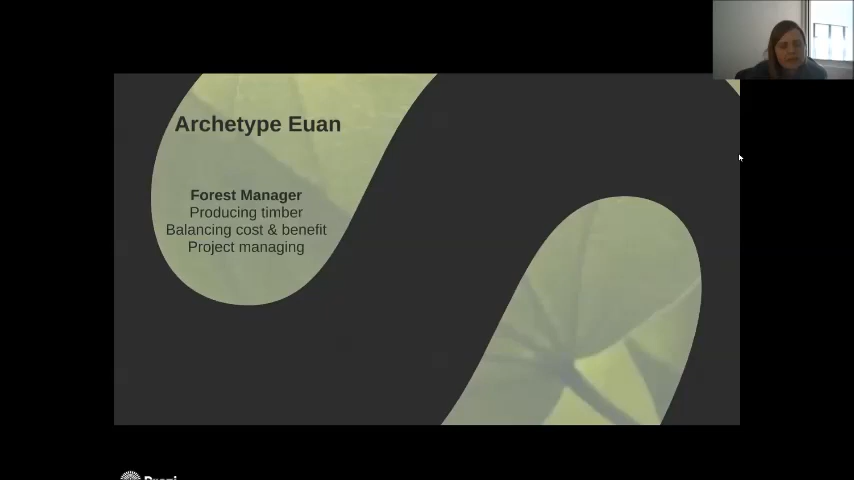 Archetype Euan
Forest Manager
Producing timber
Balancing cost & benefit
Project managing